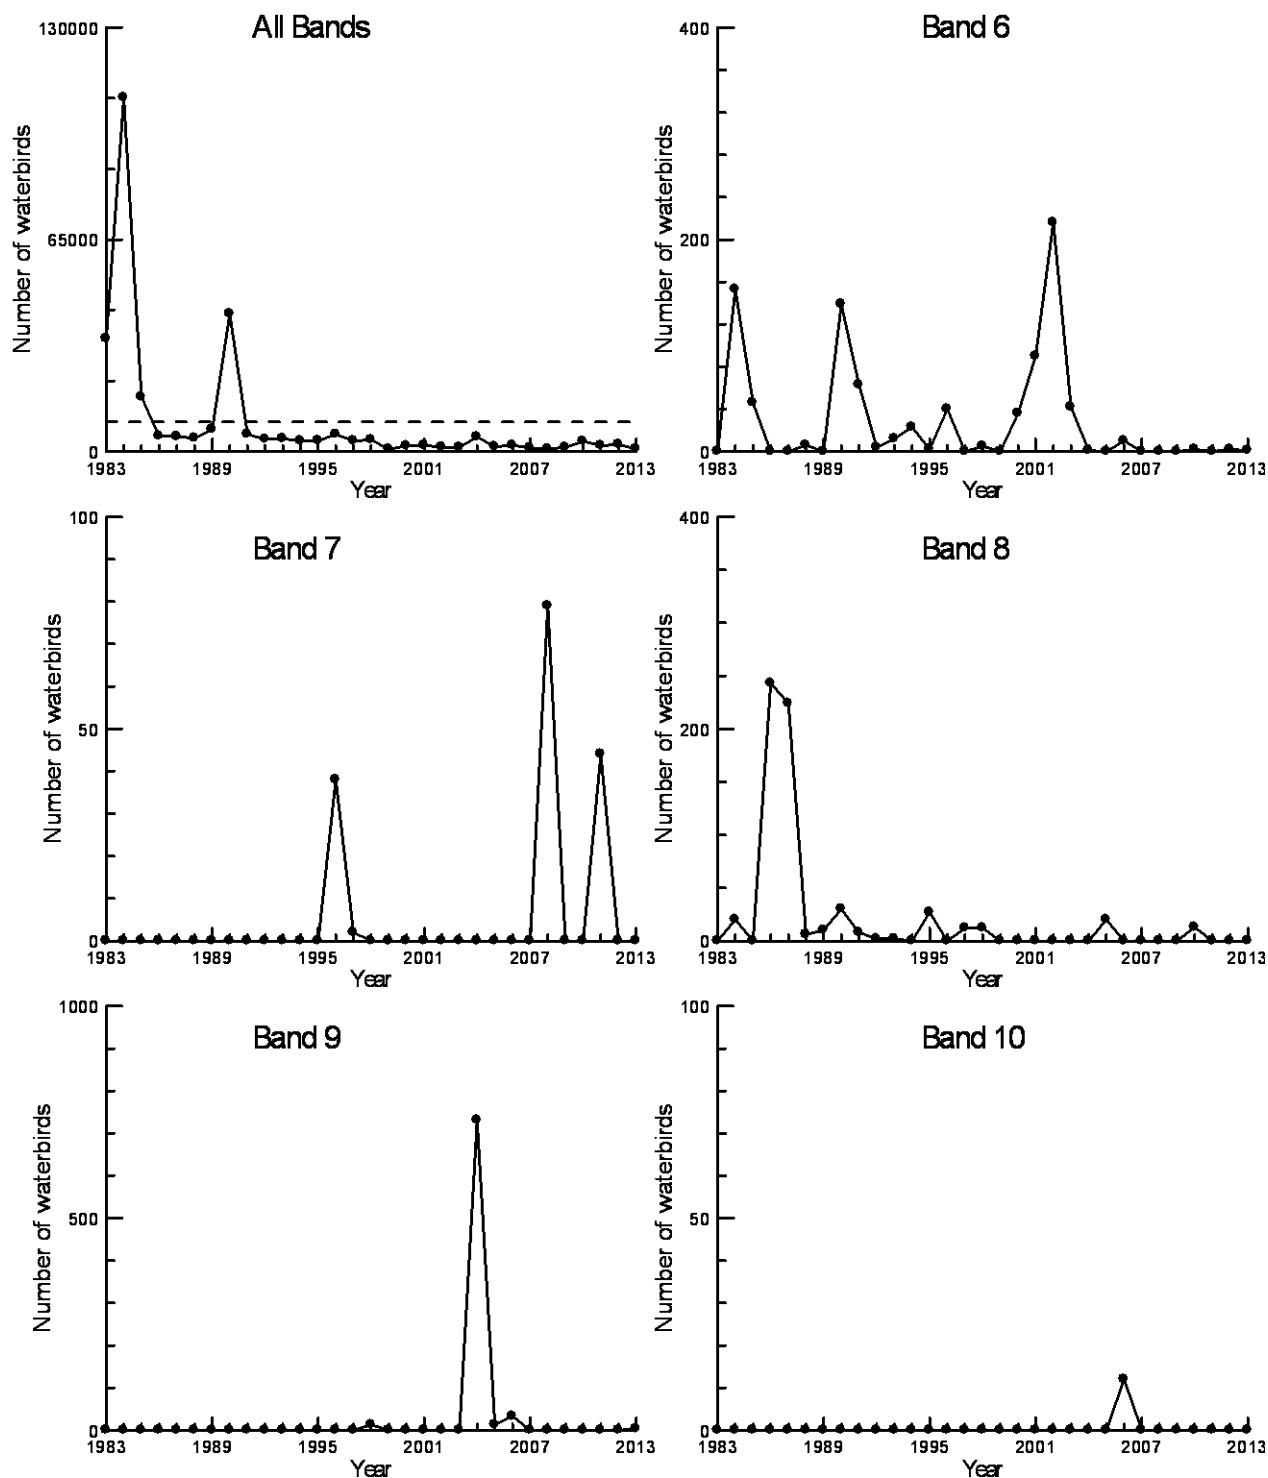 All Bands
130000
65000
0
Number of waterbirds
1983 1989 1995 2001 2007 2013
Year
Band 6
400
200
0
Number of waterbirds
1983 1989 1995 2001 2007 2013
Year
Band 7
100
50
0
Number of waterbirds
1983 1989 1995 2001 2007 2013
Year
Band 8
400
200
0
Number of waterbirds
1983 1989 1995 2001 2007 2013
Year
Band 9
1000
500
0
Number of waterbirds
1983 1989 1995 2001 2007 2013
Year
Band 10
100
50
0
Number of waterbirds
1983 1989 1995 2001 2007 2013
Year